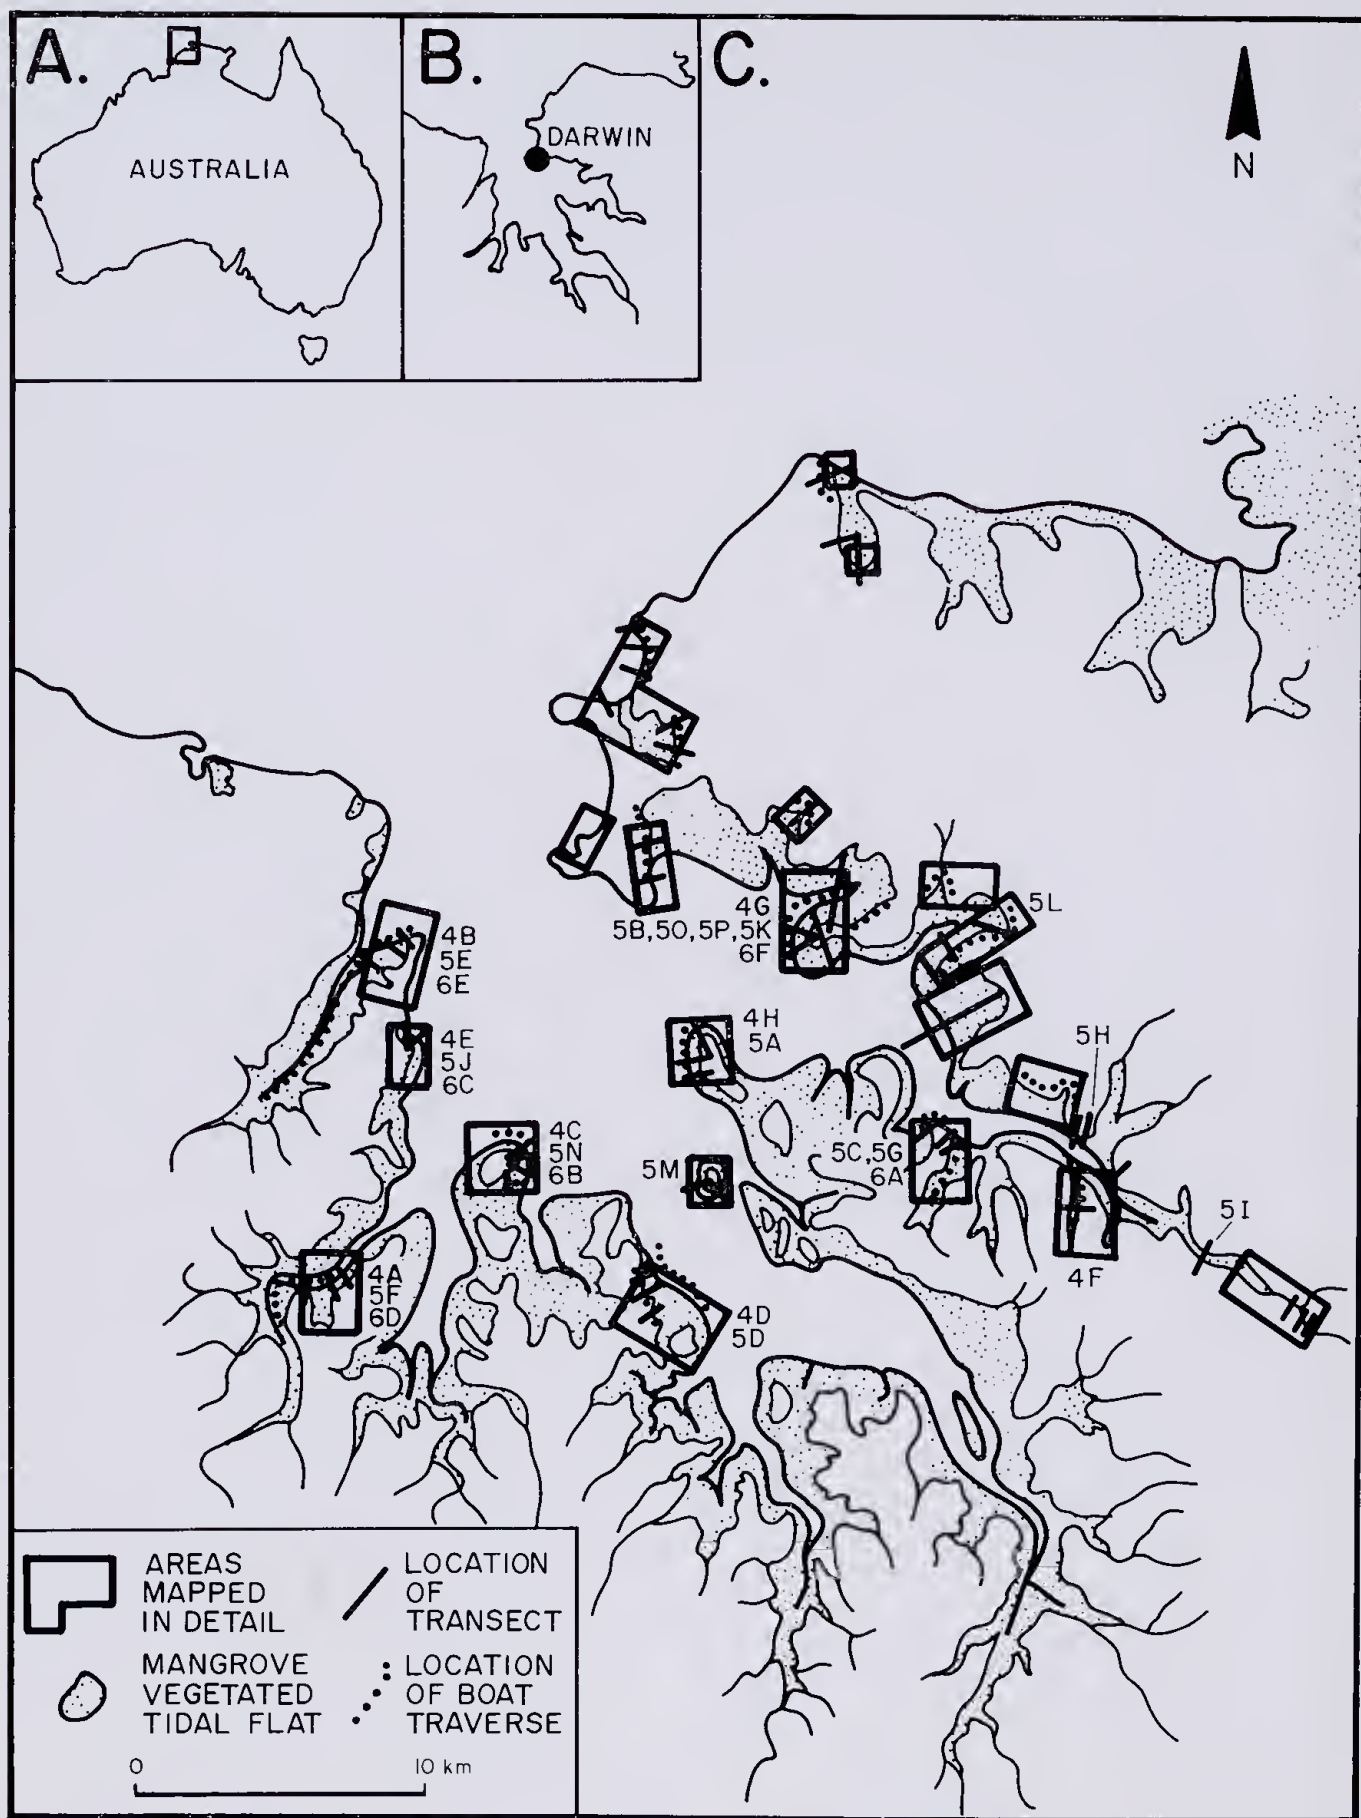 A.
AUSTRALIA
B.
DARWIN
C.
N
4G
5B,5O,5P,5K
6F
5L
4B
5E
6E
4H
5A
4E
5J
6C
5H
4C
5N
6B
5M
5C,5G
6A
5I
4F
4A
5F
6D
4D
5D
AREAS
MAPPED
IN DETAIL
LOCATION
OF
TRANSECT
MANGROVE
VEGETATED
TIDAL FLAT
LOCATION
OF BOAT
TRAVERSE
0
10 km